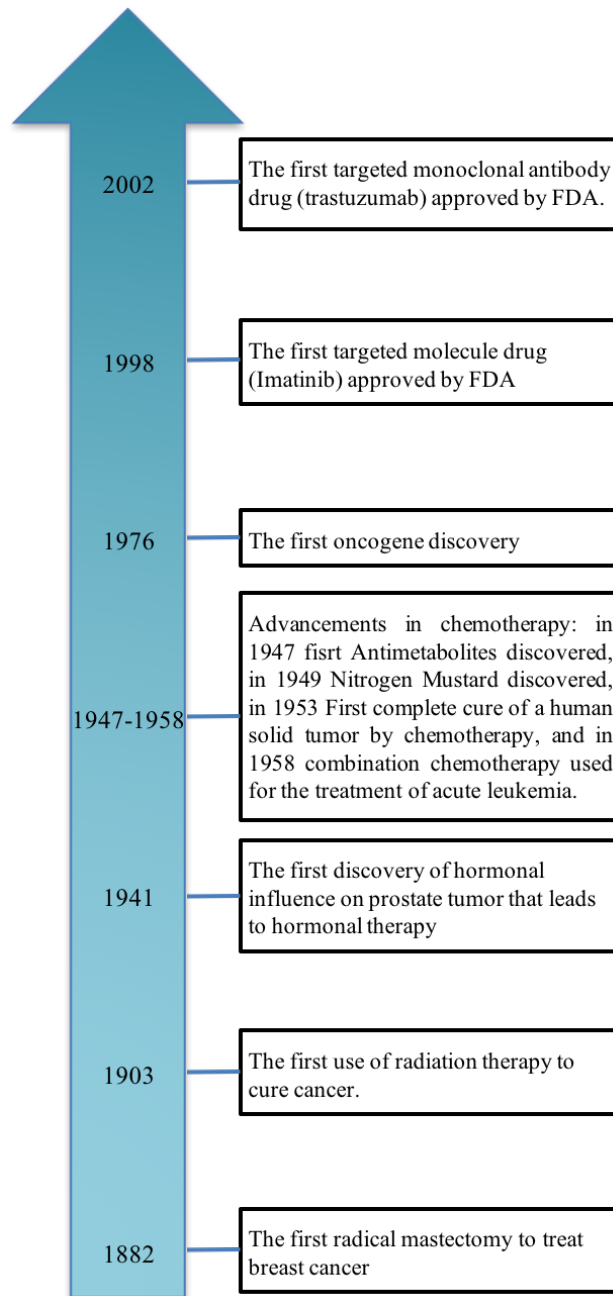 2002
The first targeted monoclonal antibody
drug (trastuzumab) approved by FDA.
1998
The first targeted molecule drug
(Imatinib) approved by FDA
1976
The first oncogene discovery
1947-1958
Advancements in chemotherapy: in
1947 fisrt Antimetabolites discovered,
in 1949 Nitrogen Mustard discovered,
in 1953 First complete cure of a human
solid tumor by chemotherapy, and in
1958 combination chemotherapy used
for the treatment of acute leukemia.
1941
The first discovery of hormonal
influence on prostate tumor that leads
to hormonal therapy
1903
The first use of radiation therapy to
cure cancer.
1882
The first radical mastectomy to treat
breast cancer